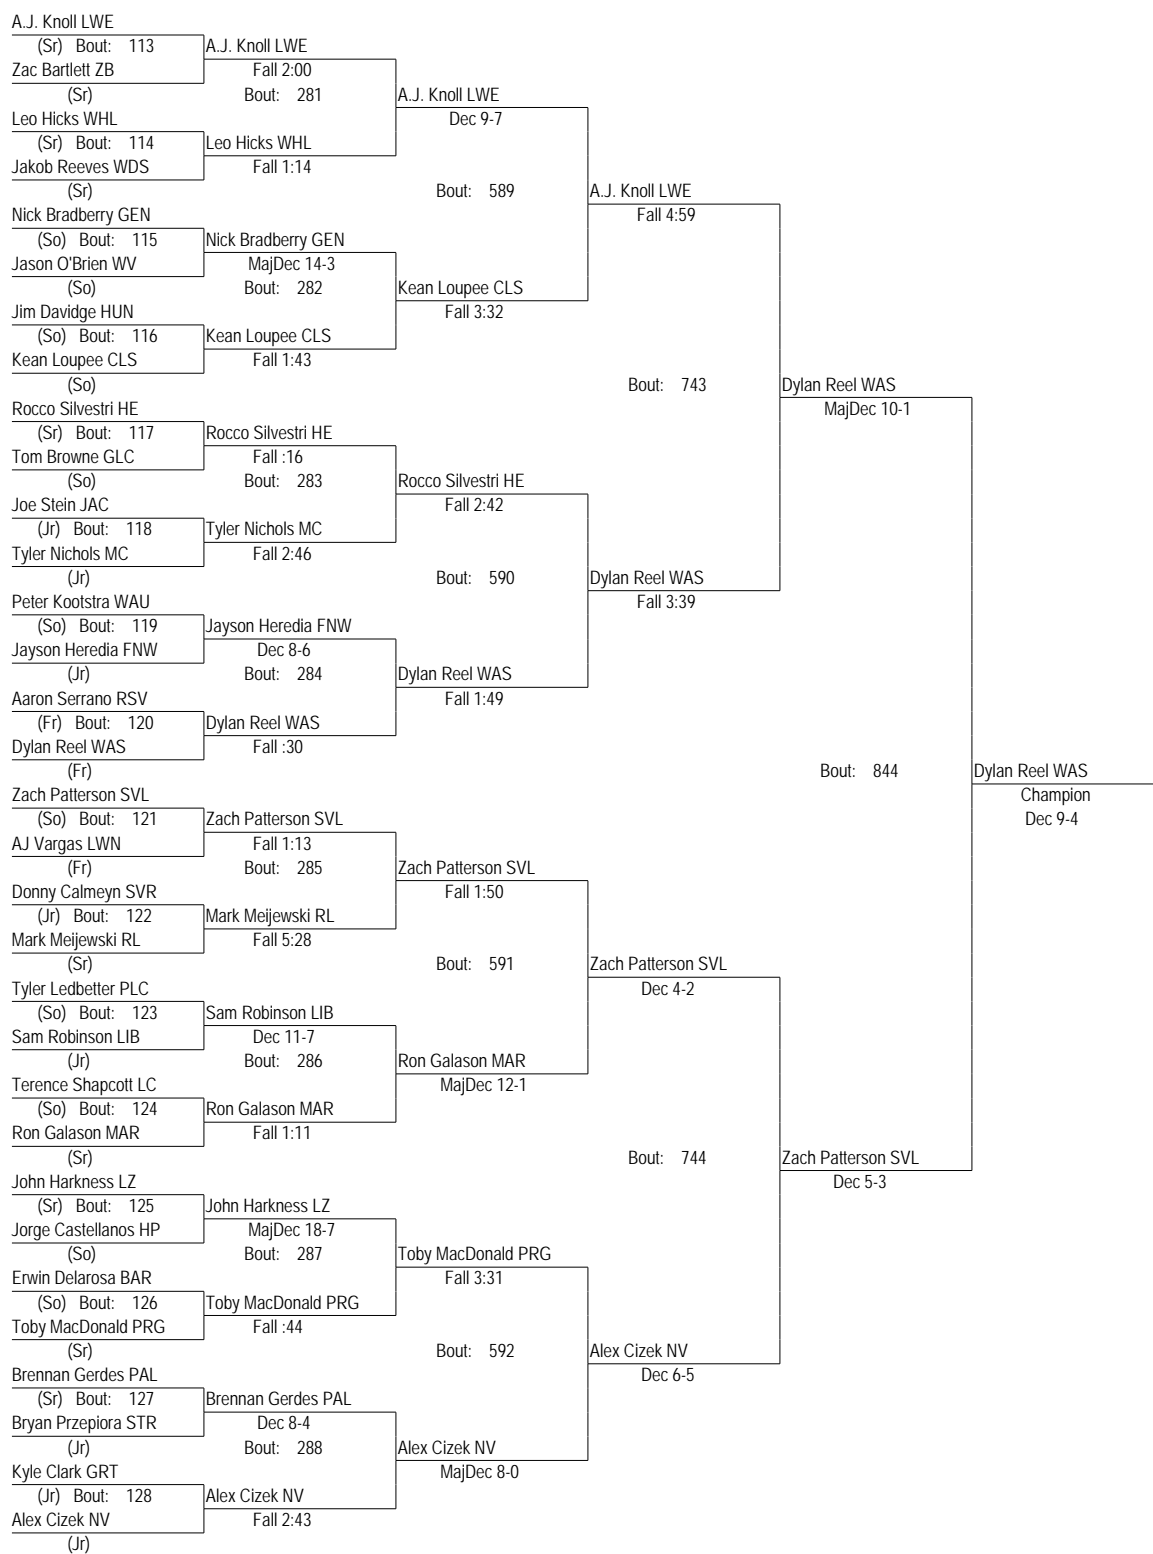 A.J. Knoll LWE
(Sr) Bout: 113 A.J. Knoll LWE
Zac Bartlett ZB Fall 2:00
(Sr) Bout: 281 A.J. Knoll LWE
Leo Hicks WHL Dec 9-7
(Sr) Bout: 114 Leo Hicks WHL
Jakob Reeves WDS Fall 1:14
(Sr) Bout: 589 A.J. Knoll LWE
Nick Bradberry GEN Fall 4:59
(So) Bout: 115 Nick Bradberry GEN
Jason O'Brien WV MajDec 14-3
(So) Bout: 282 Kean Loupee CLS
Jim Davidge HUN Fall 3:32
(So) Bout: 116 Kean Loupee CLS
Kean Loupee CLS Fall 1:43
(So) Bout: 743 Dylan Reel WAS
Rocco Silvestri HE MajDec 10-1
(Sr) Bout: 117 Rocco Silvestri HE
Tom Browne GLC Fall :16
(So) Bout: 283 Rocco Silvestri HE
Joe Stein JAC Fall 2:42
(Jr) Bout: 118 Tyler Nichols MC
Tyler Nichols MC Fall 2:46
(Jr) Bout: 590 Dylan Reel WAS
Peter Kootstra WAU Fall 3:39
(So) Bout: 119 Jayson Heredia FNW
Jayson Heredia FNW Dec 8-6
(Jr) Bout: 284 Dylan Reel WAS
Aaron Serrano RSV Fall 1:49
(Fr) Bout: 120 Dylan Reel WAS
Dylan Reel WAS Fall :30
(Fr) Bout: 844 Dylan Reel WAS
Zach Patterson SVL Champion
(So) Bout: 121 Zach Patterson SVL Dec 9-4
AJ Vargas LWN Fall 1:13
(Fr) Bout: 285 Zach Patterson SVL
Donny Calmeyn SVR Fall 1:50
(Jr) Bout: 122 Mark Meijewski RL
Mark Meijewski RL Fall 5:28
(Sr) Bout: 591 Zach Patterson SVL
Tyler Ledbetter PLC Dec 4-2
(So) Bout: 123 Sam Robinson LIB
Sam Robinson LIB Dec 11-7
(Jr) Bout: 286 Ron Galason MAR
Terence Shapcott LC MajDec 12-1
(So) Bout: 124 Ron Galason MAR
Ron Galason MAR Fall 1:11
(Sr) Bout: 744 Zach Patterson SVL
John Harkness LZ Dec 5-3
(Sr) Bout: 125 John Harkness LZ
Jorge Castellanos HP MajDec 18-7
(So) Bout: 287 Toby MacDonald PRG
Erwin Delarosa BAR Fall 3:31
(So) Bout: 126 Toby MacDonald PRG
Toby MacDonald PRG Fall :44
(Sr) Bout: 592 Alex Cizek NV
Brennan Gerdes PAL Dec 6-5
(Sr) Bout: 127 Brennan Gerdes PAL
Bryan Przepiora STR Dec 8-4
(Jr) Bout: 288 Alex Cizek NV
Kyle Clark GRT MajDec 8-0
(Jr) Bout: 128 Alex Cizek NV
Alex Cizek NV Fall 2:43
(Jr)